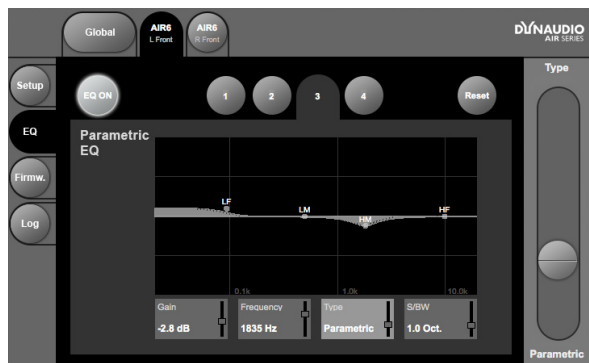 Global
AIR6
L Front
AIR6
R Front
DYNAUDIO
AIR SERIES
Type
Setup
EQ ON
1
2
3
4
Reset
EQ
Parametric
EQ
Firmw.
Log
LF
LM
HM
HF
0.1k
1.0k
10.0k
Gain
Frequency
Type
S/BW
-2.8 dB
1835 Hz
Parametric
1.0 Oct.
Parametric